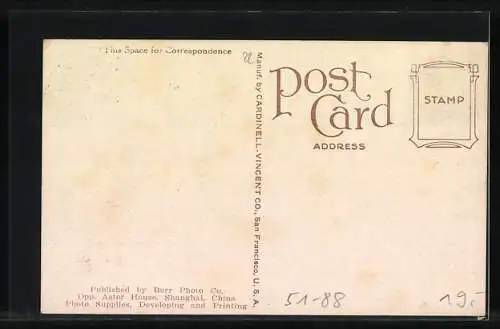 This Space for Correspondence
Manuf. by CARDINELL-VINCENT CO., San Francisco, U. S. A.
Post
Card
ADDRESS
STAMP
Published by Burr Photo Co.
Opp. Astor House, Shanghai, China
Photo Supplies, Developing and Printing
51-88
19.-